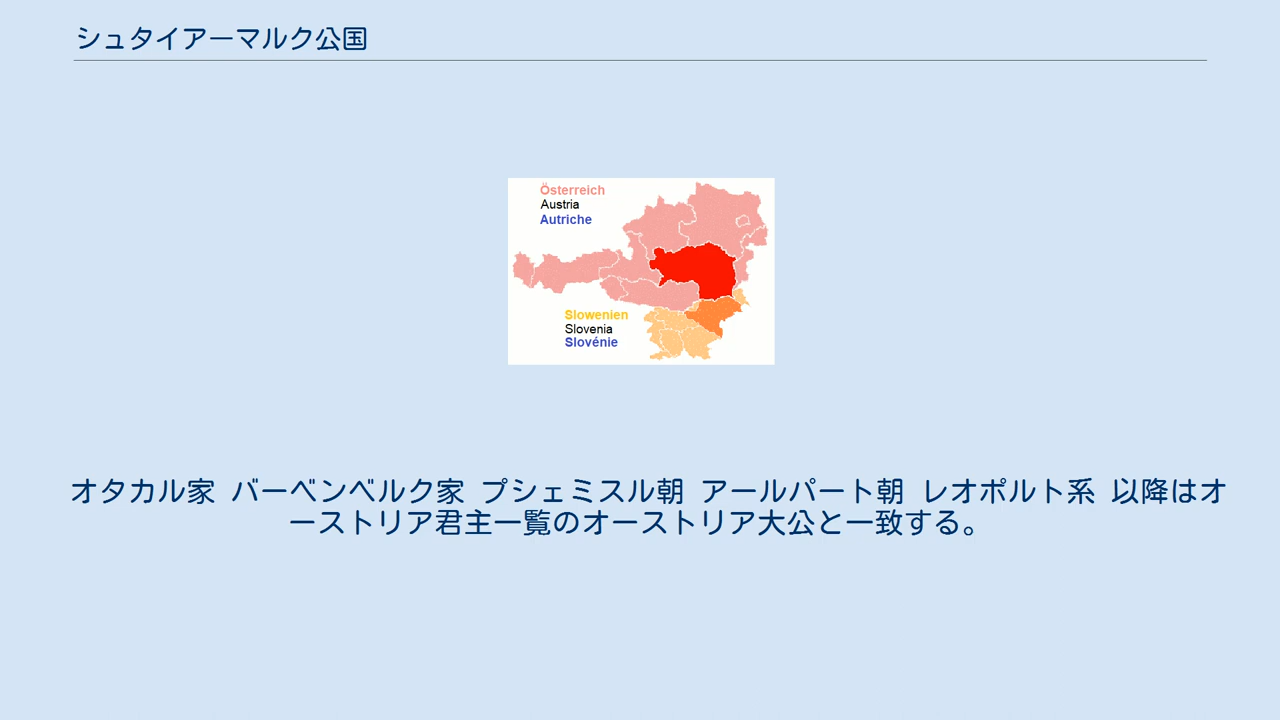 シュタイアーマルク公国
Österreich
Austria
Autriche
Slowenien
Slovenia
Slovénie
オタカル家 バーベンベルク家 プシェミスル朝 アールパート朝 レオポルト系 以降はオ
ーストリア君主一覧のオーストリア大公と一致する。